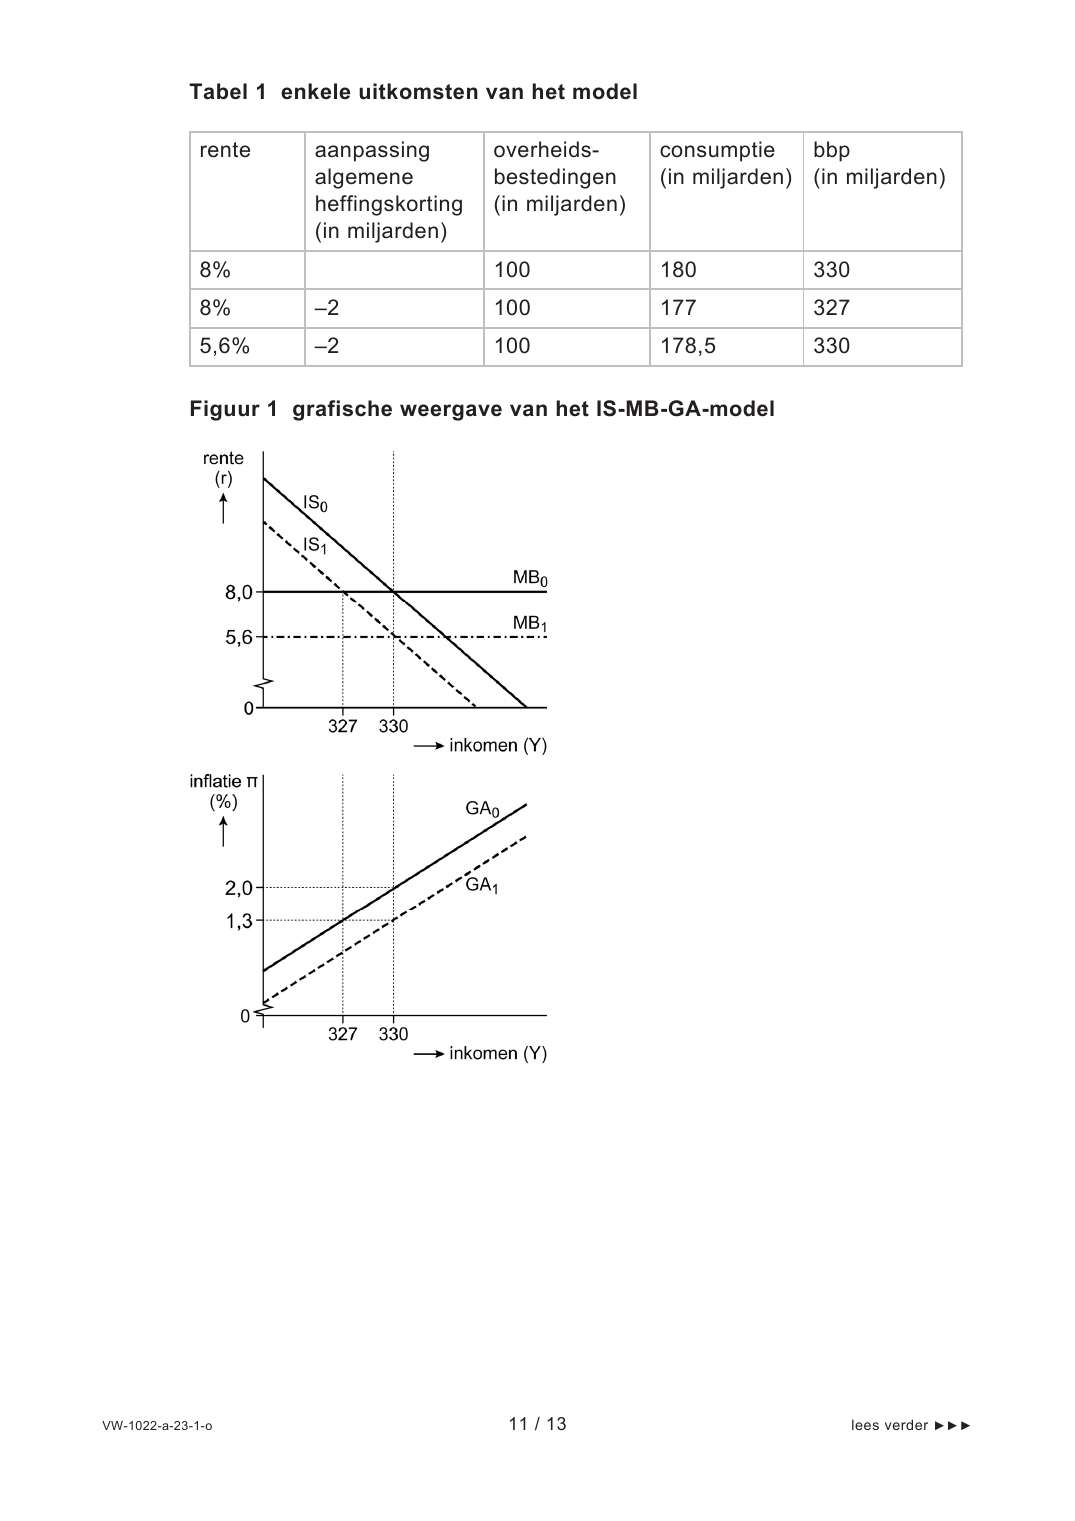 Tabel 1 enkele uitkomsten van het model
rente
aanpassing
algemene
heffingskorting
(in miljarden)
overheids-
bestedingen
(in miljarden)
consumptie
(in miljarden)
bbp
(in miljarden)
8% 100 180 330
8% –2 100 177 327
5,6% –2 100 178,5 330
Figuur 1 grafische weergave van het IS-MB-GA-model
rente
(r)
IS0
IS1
MB0
8,0
MB1
5,6
0
327 330
inkomen (Y)
inflatie π
(%)
GA0
2,0
GA1
1,3
0
327 330
inkomen (Y)
VW-1022-a-23-1-o 11 / 13 lees verder ►►►